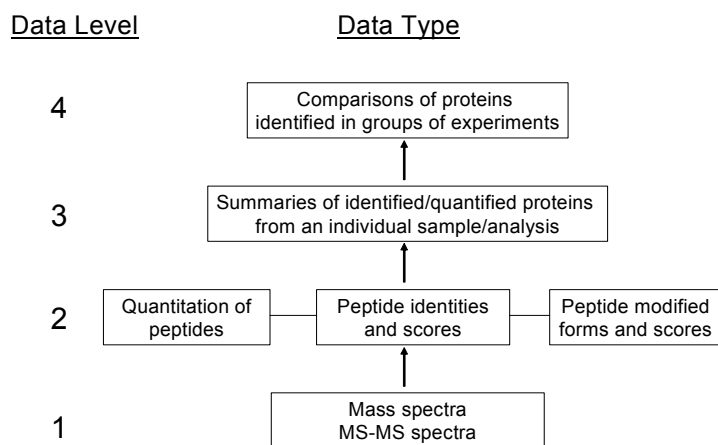 Data Level
Data Type
4
Comparisons of proteins
identified in groups of experiments
3
Summaries of identified/quantified proteins
from an individual sample/analysis
2
Quantitation of
peptides
Peptide identities
and scores
Peptide modified
forms and scores
1
Mass spectra
MS-MS spectra